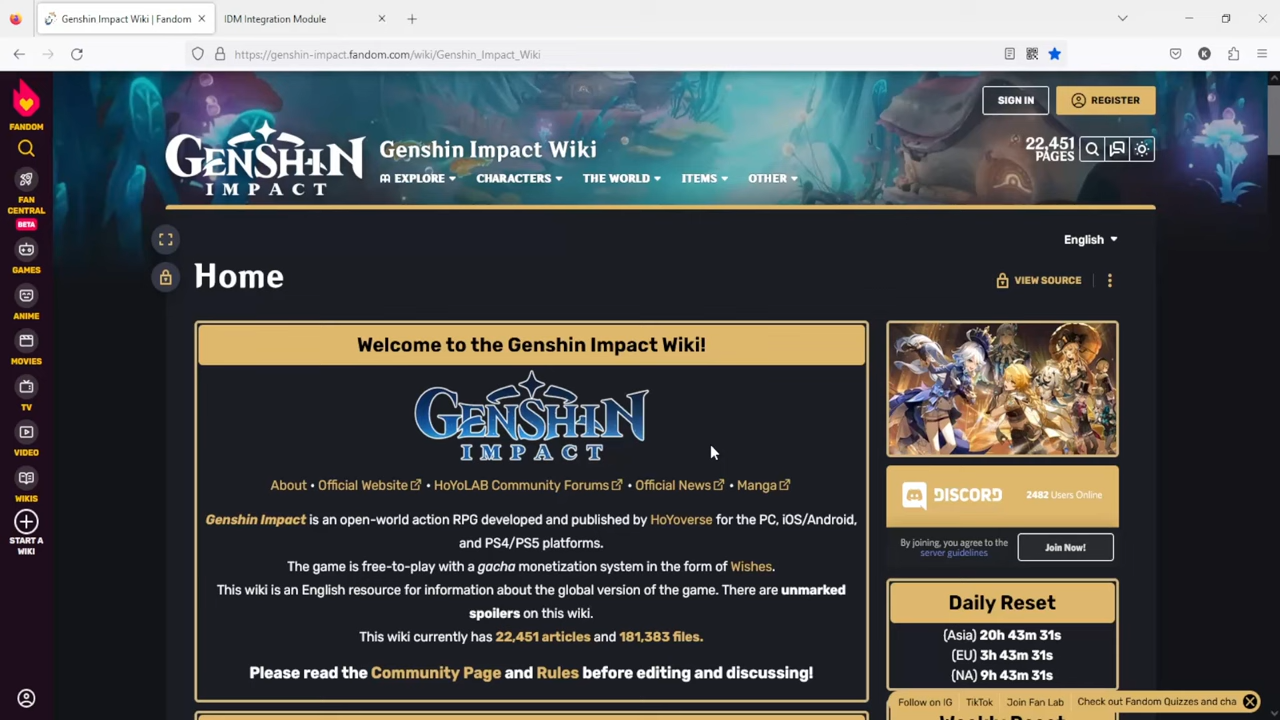 Genshin Impact Wiki | Fandom
IDM Integration Module
https://genshin-impact.fandom.com/wiki/Genshin_Impact_Wiki
K
FANDOM
FAN CENTRAL
BETA
GAMES
ANIME
MOVIES
TV
VIDEO
WIKIS
START A WIKI
SIGN IN
REGISTER
GENSHIN
IMPACT
Genshin Impact Wiki
22,451
PAGES
EXPLORE
CHARACTERS
THE WORLD
ITEMS
OTHER
English
Home
VIEW SOURCE
Welcome to the Genshin Impact Wiki!
GENSHIN
IMPACT
About • Official Website • HoYoLAB Community Forums • Official News • Manga
Genshin Impact is an open-world action RPG developed and published by HoYoverse for the PC, iOS/Android,
and PS4/PS5 platforms.
The game is free-to-play with a gacha monetization system in the form of Wishes.
This wiki is an English resource for information about the global version of the game. There are unmarked
spoilers on this wiki.
This wiki currently has 22,451 articles and 181,383 files.
Please read the Community Page and Rules before editing and discussing!
DISCORD
2482 Users Online
By joining, you agree to the
server guidelines
Join Now!
Daily Reset
(Asia) 20h 43m 31s
(EU) 3h 43m 31s
(NA) 9h 43m 31s
Follow on IG
TikTok
Join Fan Lab
Check out Fandom Quizzes and cha
Weekly Reset